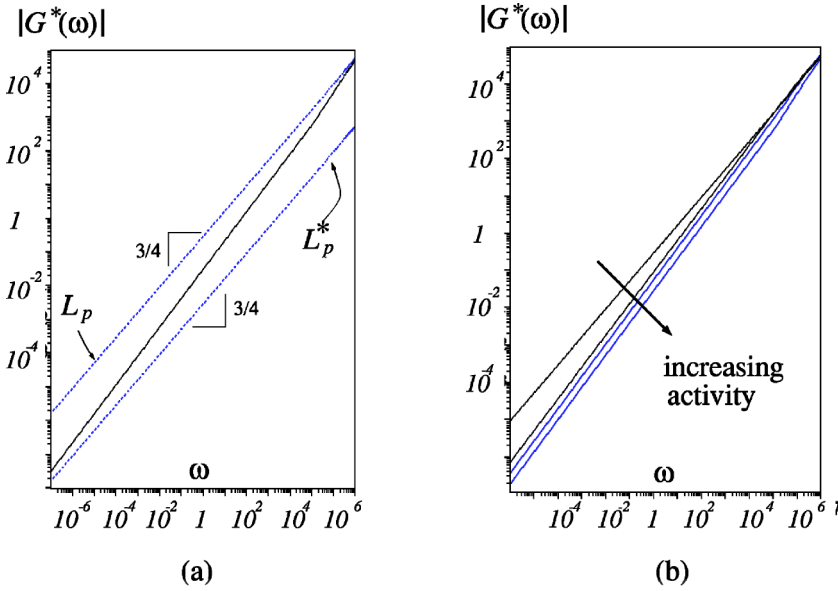 |G*(ω)|
10^4
10^2
1
10^-2
10^-4
3/4
3/4
L_p
L_p^*
ω
10^-6 10^-4 10^-2 1 10^2 10^4 10^6
(a)
|G*(ω)|
10^4
10^2
1
10^-2
10^-4
increasing
activity
ω
10^-4 10^-2 1 10^2 10^4 10^6
(b)